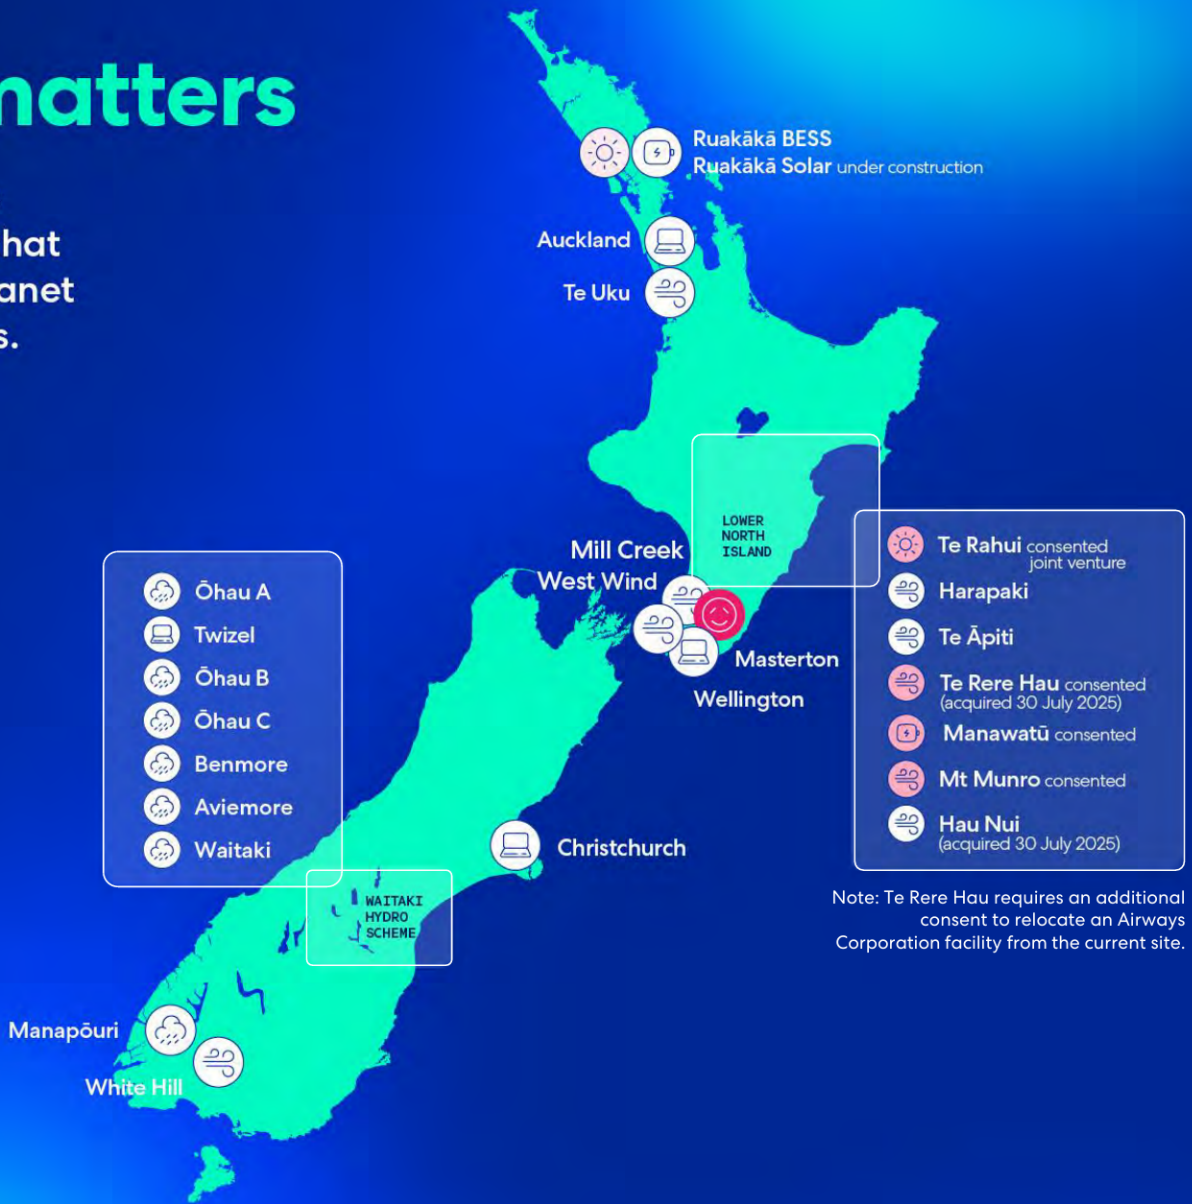 matters
hat
anet
s.
Ruakākā BESS
Ruakākā Solar under construction
Auckland
Te Uku
LOWER
NORTH
ISLAND
Mill Creek
West Wind
Masterton
Wellington
Te Rahui consented
joint venture
Harapaki
Te Āpiti
Te Rere Hau consented
(acquired 30 July 2025)
Manawatū consented
Mt Munro consented
Hau Nui
(acquired 30 July 2025)
Note: Te Rere Hau requires an additional
consent to relocate an Airways
Corporation facility from the current site.
Ōhau A
Twizel
Ōhau B
Ōhau C
Benmore
Aviemore
Waitaki
Christchurch
WAITAKI
HYDRO
SCHEME
Manapōuri
White Hill